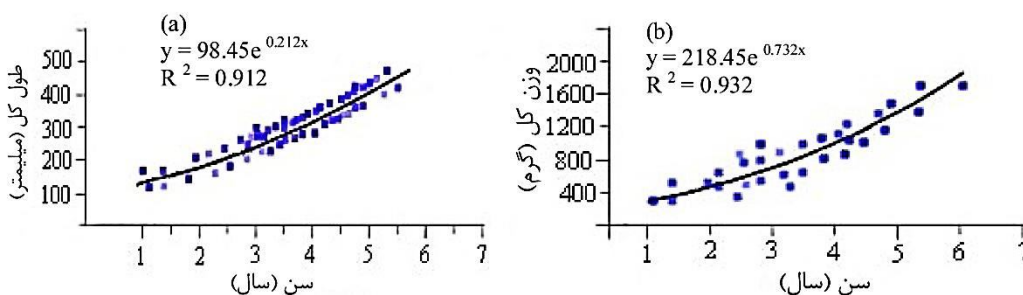 (a)
y = 98.45e 0.212x
R 2 = 0.912
طول کل (میلیمتر)
500
400
300
200
100
1 2 3 4 5 6 7
سن (سال)
(b)
y = 218.45e 0.732x
R 2 = 0.932
وزن کل (گرم)
2000
1600
1200
800
400
1 2 3 4 5 6 7
سن (سال)